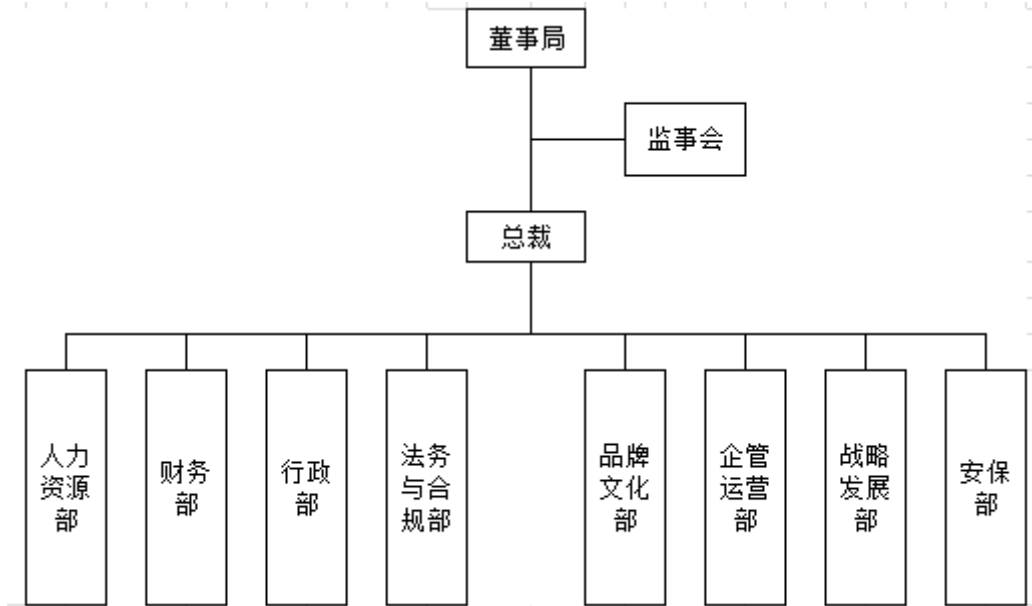 董事局
监事会
总裁
人力
资源
部
财务
部
行政
部
法务
与合
规部
品牌
文化
部
企管
运营
部
战略
发展
部
安保
部